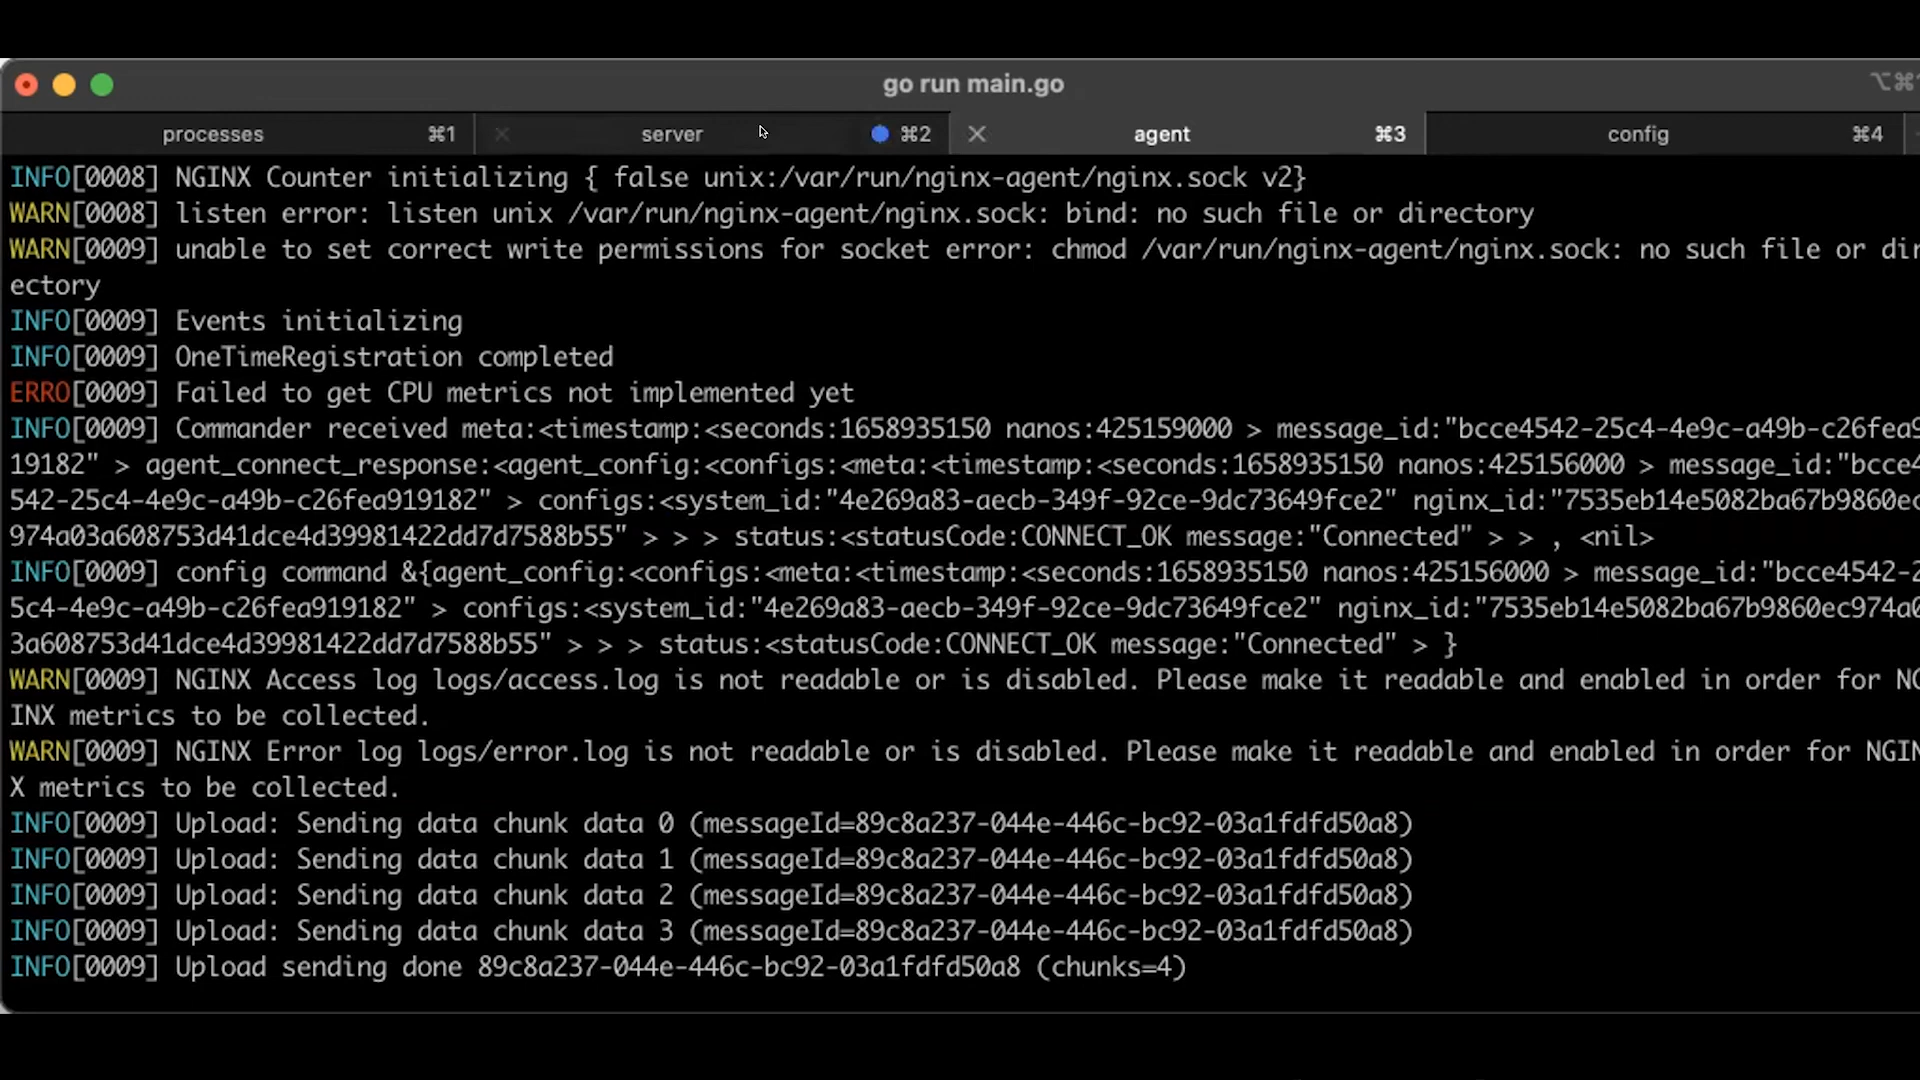 go run main.go
processes ⌘1 server ⌘2 agent ⌘3 config ⌘4
INFO[0008] NGINX Counter initializing { false unix:/var/run/nginx-agent/nginx.sock v2}
WARN[0008] listen error: listen unix /var/run/nginx-agent/nginx.sock: bind: no such file or directory
WARN[0009] unable to set correct write permissions for socket error: chmod /var/run/nginx-agent/nginx.sock: no such file or dir
ectory
INFO[0009] Events initializing
INFO[0009] OneTimeRegistration completed
ERRO[0009] Failed to get CPU metrics not implemented yet
INFO[0009] Commander received meta:<timestamp:<seconds:1658935150 nanos:425159000 > message_id:"bcce4542-25c4-4e9c-a49b-c26fea9
19182" > agent_connect_response:<agent_config:<configs:<meta:<timestamp:<seconds:1658935150 nanos:425156000 > message_id:"bcce4
542-25c4-4e9c-a49b-c26fea919182" > configs:<system_id:"4e269a83-aecb-349f-92ce-9dc73649fce2" nginx_id:"7535eb14e5082ba67b9860ec
974a03a608753d41dce4d39981422dd7d7588b55" > > > status:<statusCode:CONNECT_OK message:"Connected" > > , <nil>
INFO[0009] config command &{agent_config:<configs:<meta:<timestamp:<seconds:1658935150 nanos:425156000 > message_id:"bcce4542-2
5c4-4e9c-a49b-c26fea919182" > configs:<system_id:"4e269a83-aecb-349f-92ce-9dc73649fce2" nginx_id:"7535eb14e5082ba67b9860ec974a0
3a608753d41dce4d39981422dd7d7588b55" > > > status:<statusCode:CONNECT_OK message:"Connected" > }
WARN[0009] NGINX Access log logs/access.log is not readable or is disabled. Please make it readable and enabled in order for NG
INX metrics to be collected.
WARN[0009] NGINX Error log logs/error.log is not readable or is disabled. Please make it readable and enabled in order for NGIN
X metrics to be collected.
INFO[0009] Upload: Sending data chunk data 0 (messageId=89c8a237-044e-446c-bc92-03a1fdfd50a8)
INFO[0009] Upload: Sending data chunk data 1 (messageId=89c8a237-044e-446c-bc92-03a1fdfd50a8)
INFO[0009] Upload: Sending data chunk data 2 (messageId=89c8a237-044e-446c-bc92-03a1fdfd50a8)
INFO[0009] Upload: Sending data chunk data 3 (messageId=89c8a237-044e-446c-bc92-03a1fdfd50a8)
INFO[0009] Upload sending done 89c8a237-044e-446c-bc92-03a1fdfd50a8 (chunks=4)